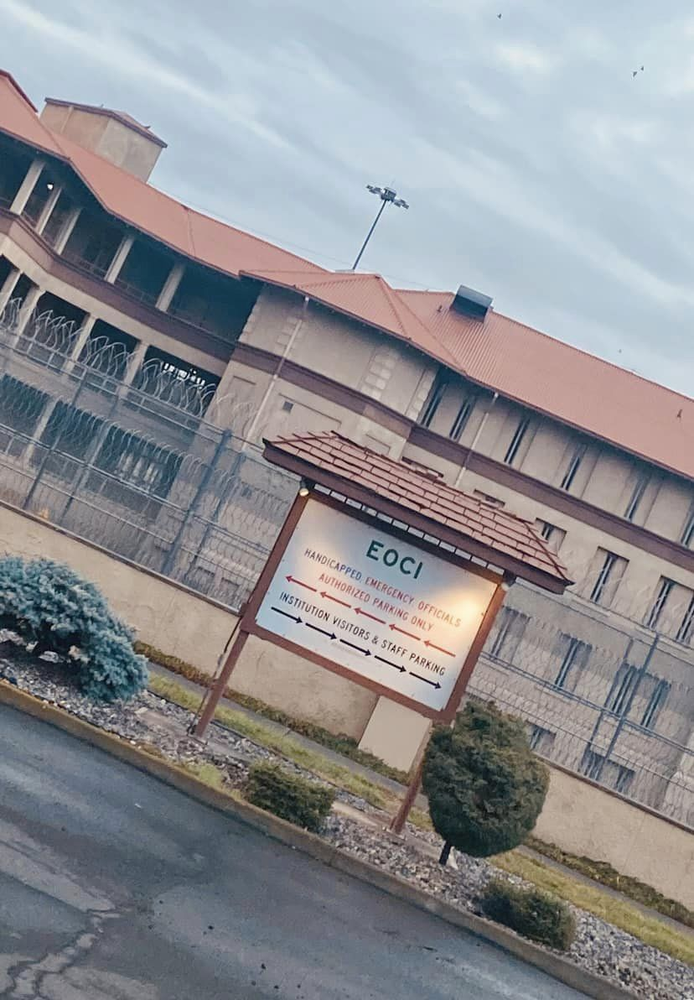 EOCI
HANDICAPPED, EMERGENCY, OFFICIALS
AUTHORIZED PARKING ONLY
INSTITUTION VISITORS & STAFF PARKING